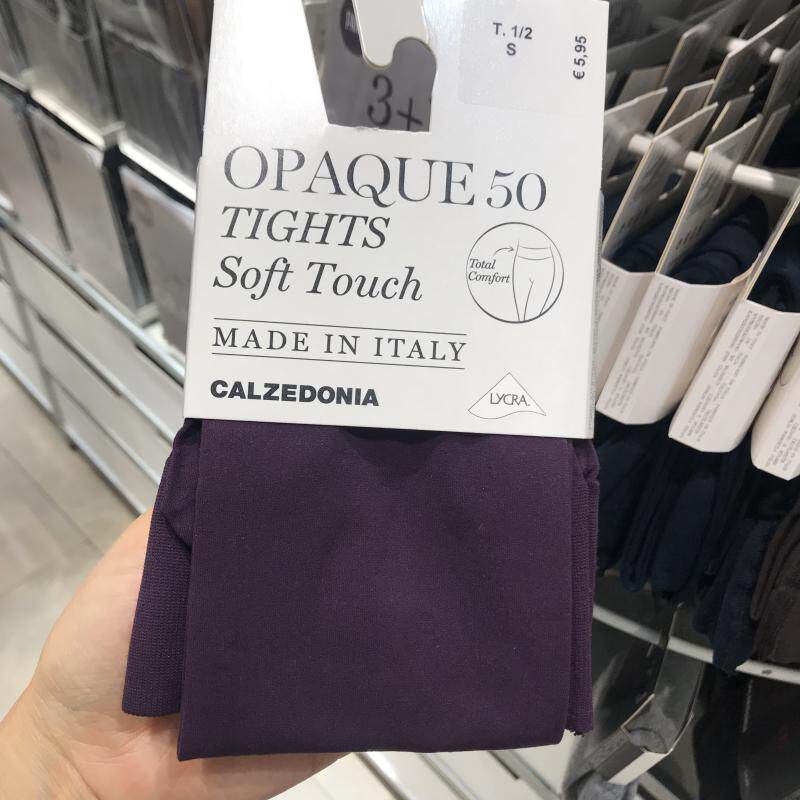 T. 1/2
S
€ 5,95
3+
OPAQUE 50
TIGHTS
Soft Touch
Total
Comfort
MADE IN ITALY
CALZEDONIA
LYCRA.